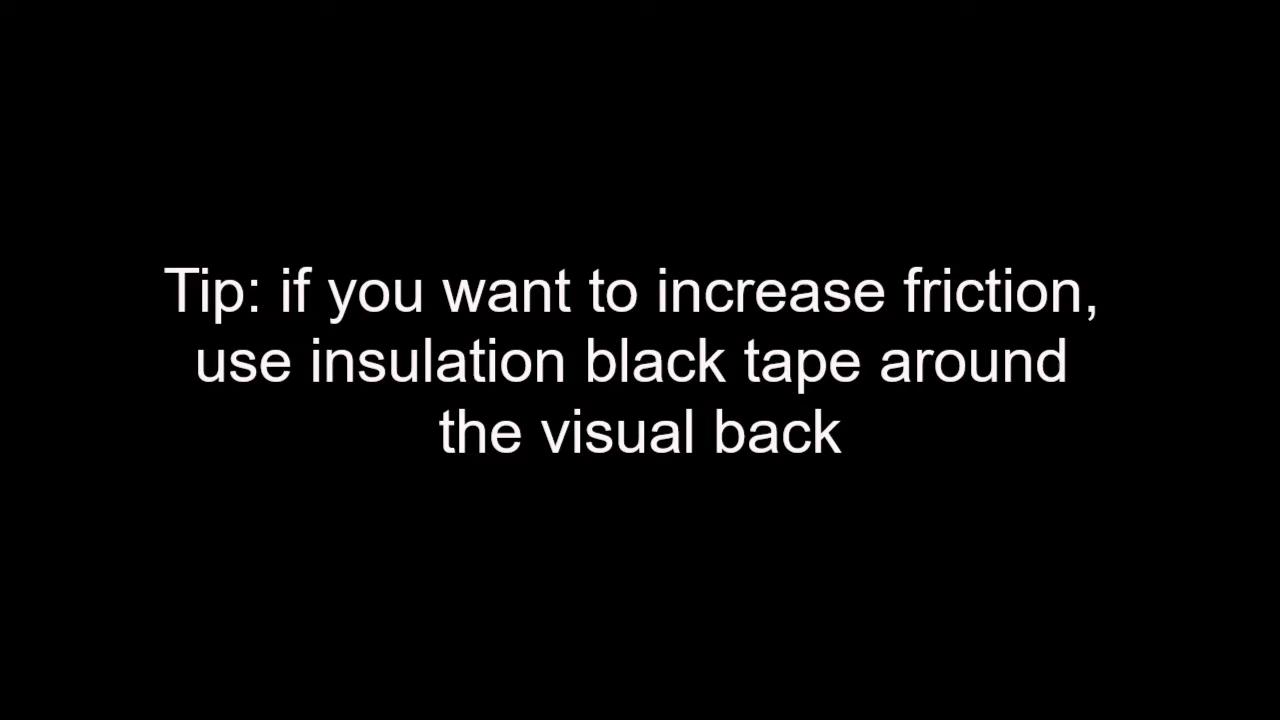 Tip: if you want to increase friction,
use insulation black tape around
the visual back